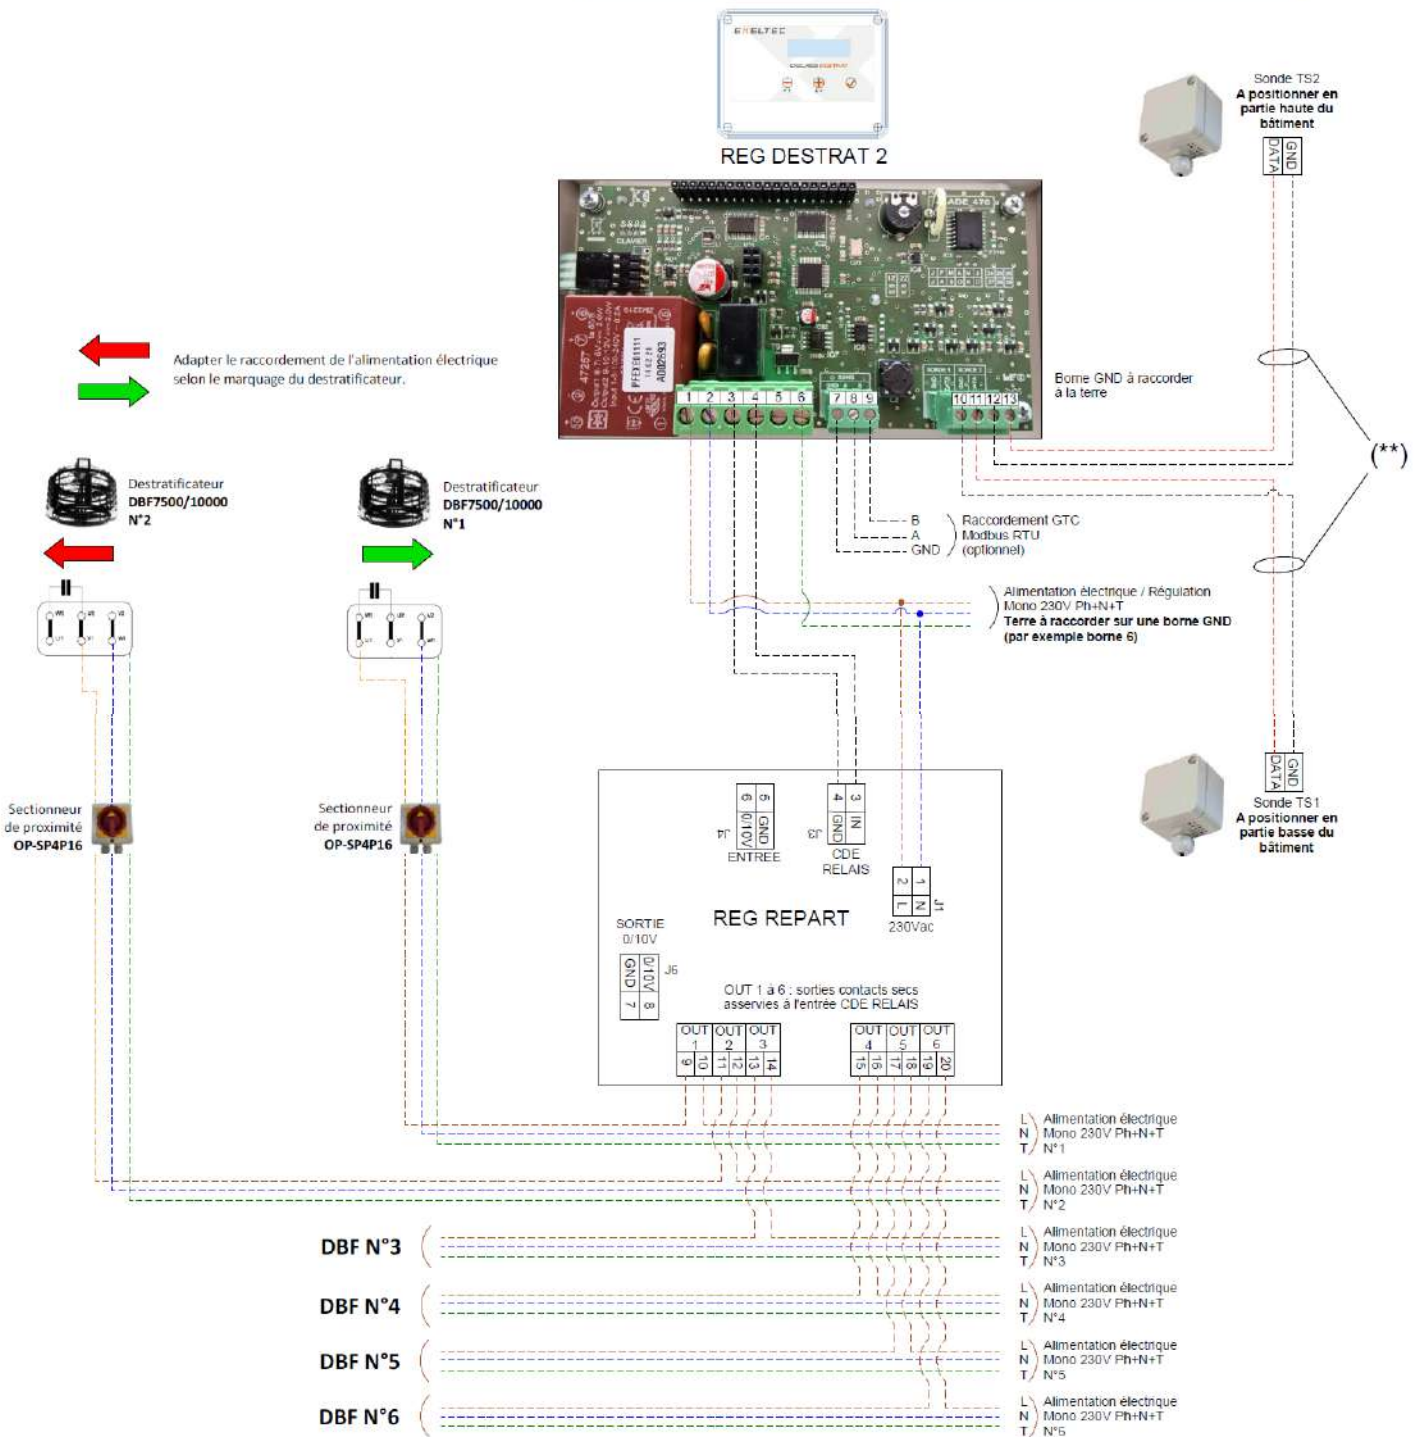 EXELTEC
REG DESTRAT 2
Sonde TS2
A positionner en
partie haute du
bâtiment
DATA
GND
CLAVIER
ADE_476
47257
PFEXE01111
A002693
1 2 3 4 5 6
7 8 9
10 11 12 13
Adapter le raccordement de l'alimentation électrique
selon le marquage du destratificateur.
Borne GND à raccorder
à la terre
(**)
Destratificateur
DBF7500/10000
N°2
Destratificateur
DBF7500/10000
N°1
B
A
GND
Raccordement GTC
Modbus RTU
(optionnel)
Alimentation électrique / Régulation
Mono 230V Ph+N+T
Terre à raccorder sur une borne GND
(par exemple borne 6)
DATA
GND
Sonde TS1
A positionner en
partie basse du
bâtiment
Sectionneur
de proximité
OP-SP4P16
Sectionneur
de proximité
OP-SP4P16
6 5
0/10V GND
J4
ENTREE
4 3
GND IN
J3
CDE
RELAIS
2 1
L N
J1
230Vac
REG REPART
SORTIE
0/10V
GND 0/10V
7 8
J6
OUT 1 à 6 : sorties contacts secs
asservies à l'entrée CDE RELAIS
OUT 1 OUT 2 OUT 3
9 10 11 12 13 14
OUT 4 OUT 5 OUT 6
15 16 17 18 19 20
L Alimentation électrique
N Mono 230V Ph+N+T
T N°1
L Alimentation électrique
N Mono 230V Ph+N+T
T N°2
DBF N°3
L Alimentation électrique
N Mono 230V Ph+N+T
T N°3
DBF N°4
L Alimentation électrique
N Mono 230V Ph+N+T
T N°4
DBF N°5
L Alimentation électrique
N Mono 230V Ph+N+T
T N°5
DBF N°6
L Alimentation électrique
N Mono 230V Ph+N+T
T N°6